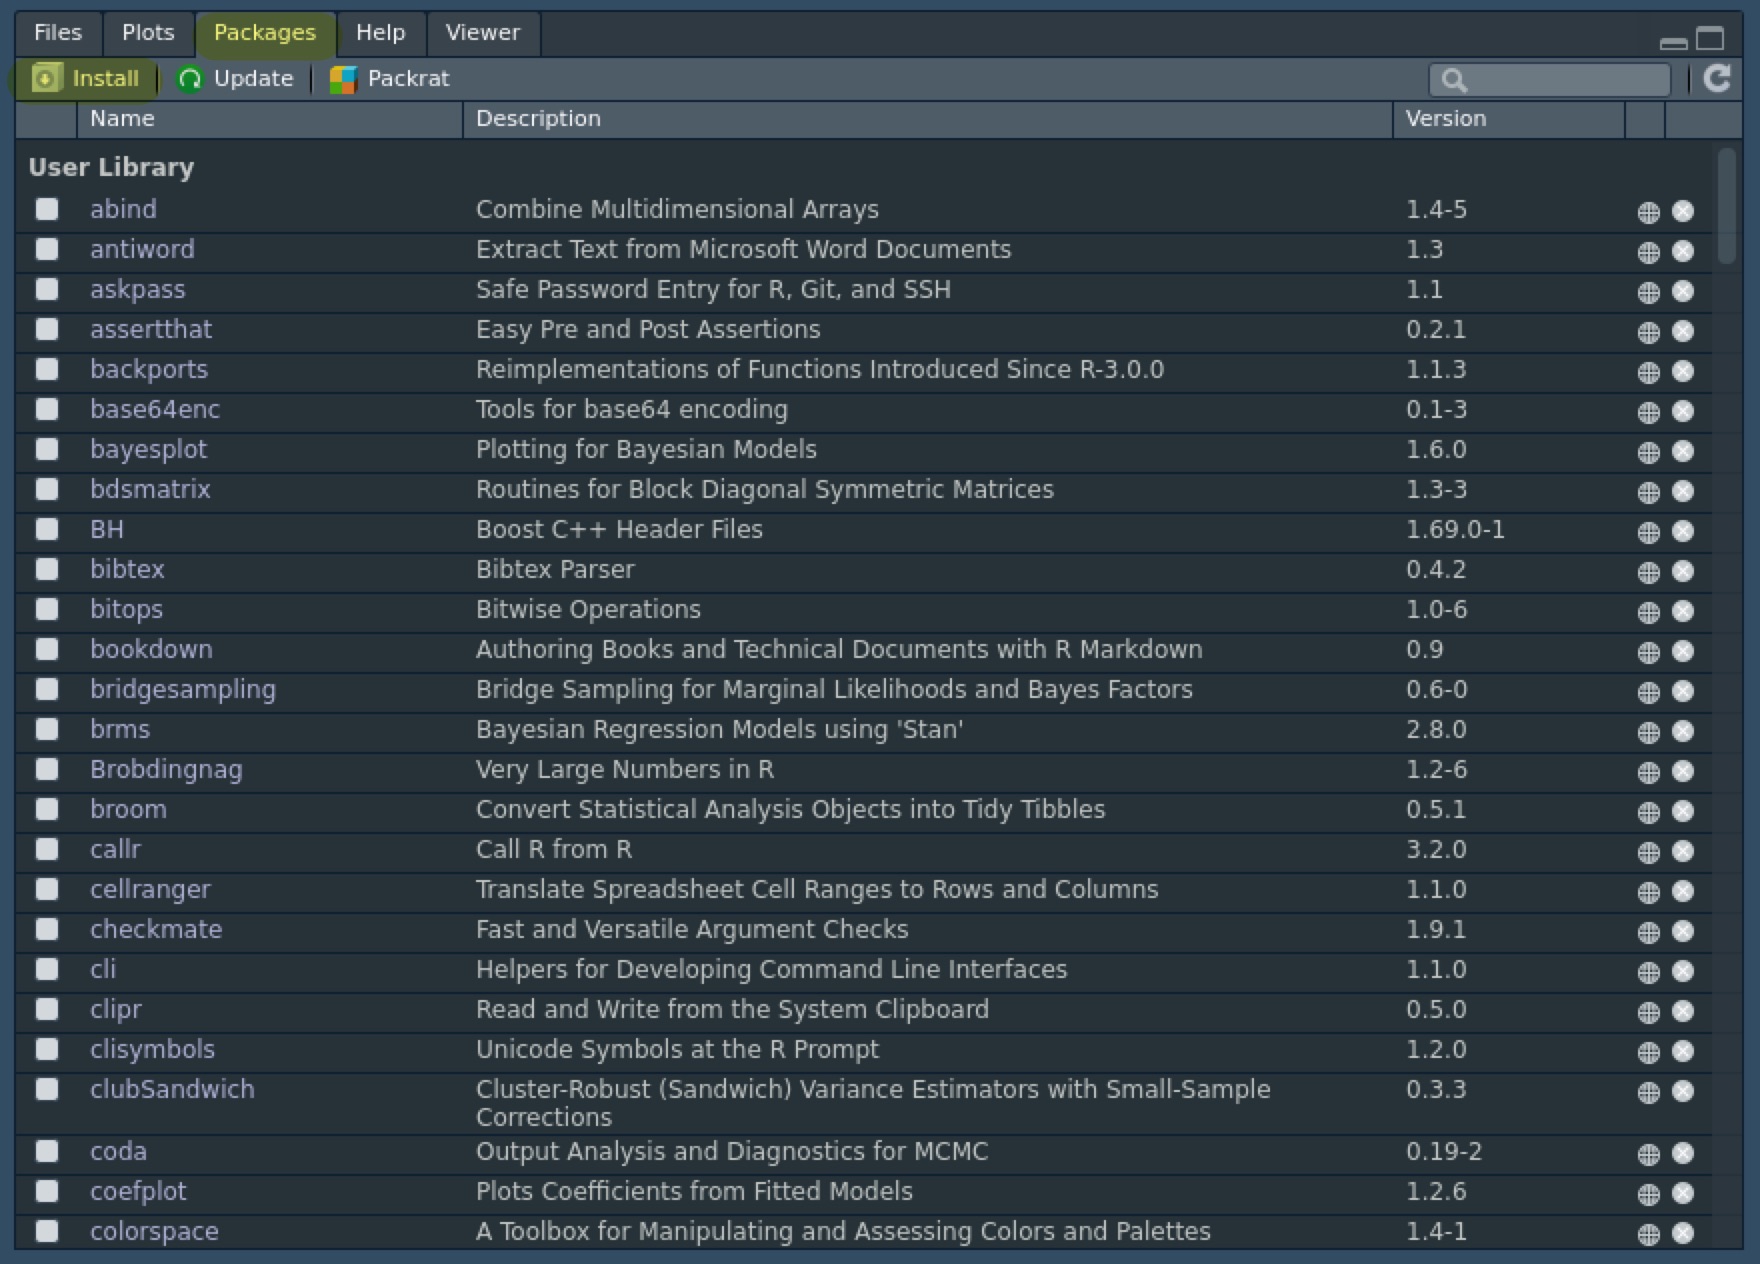 Files Plots Packages Help Viewer
Install Update Packrat
Name Description Version
User Library
abind Combine Multidimensional Arrays 1.4-5
antiword Extract Text from Microsoft Word Documents 1.3
askpass Safe Password Entry for R, Git, and SSH 1.1
assertthat Easy Pre and Post Assertions 0.2.1
backports Reimplementations of Functions Introduced Since R-3.0.0 1.1.3
base64enc Tools for base64 encoding 0.1-3
bayesplot Plotting for Bayesian Models 1.6.0
bdsmatrix Routines for Block Diagonal Symmetric Matrices 1.3-3
BH Boost C++ Header Files 1.69.0-1
bibtex Bibtex Parser 0.4.2
bitops Bitwise Operations 1.0-6
bookdown Authoring Books and Technical Documents with R Markdown 0.9
bridgesampling Bridge Sampling for Marginal Likelihoods and Bayes Factors 0.6-0
brms Bayesian Regression Models using 'Stan' 2.8.0
Brobdingnag Very Large Numbers in R 1.2-6
broom Convert Statistical Analysis Objects into Tidy Tibbles 0.5.1
callr Call R from R 3.2.0
cellranger Translate Spreadsheet Cell Ranges to Rows and Columns 1.1.0
checkmate Fast and Versatile Argument Checks 1.9.1
cli Helpers for Developing Command Line Interfaces 1.1.0
clipr Read and Write from the System Clipboard 0.5.0
clisymbols Unicode Symbols at the R Prompt 1.2.0
clubSandwich Cluster-Robust (Sandwich) Variance Estimators with Small-Sample 0.3.3
Corrections
coda Output Analysis and Diagnostics for MCMC 0.19-2
coefplot Plots Coefficients from Fitted Models 1.2.6
colorspace A Toolbox for Manipulating and Assessing Colors and Palettes 1.4-1